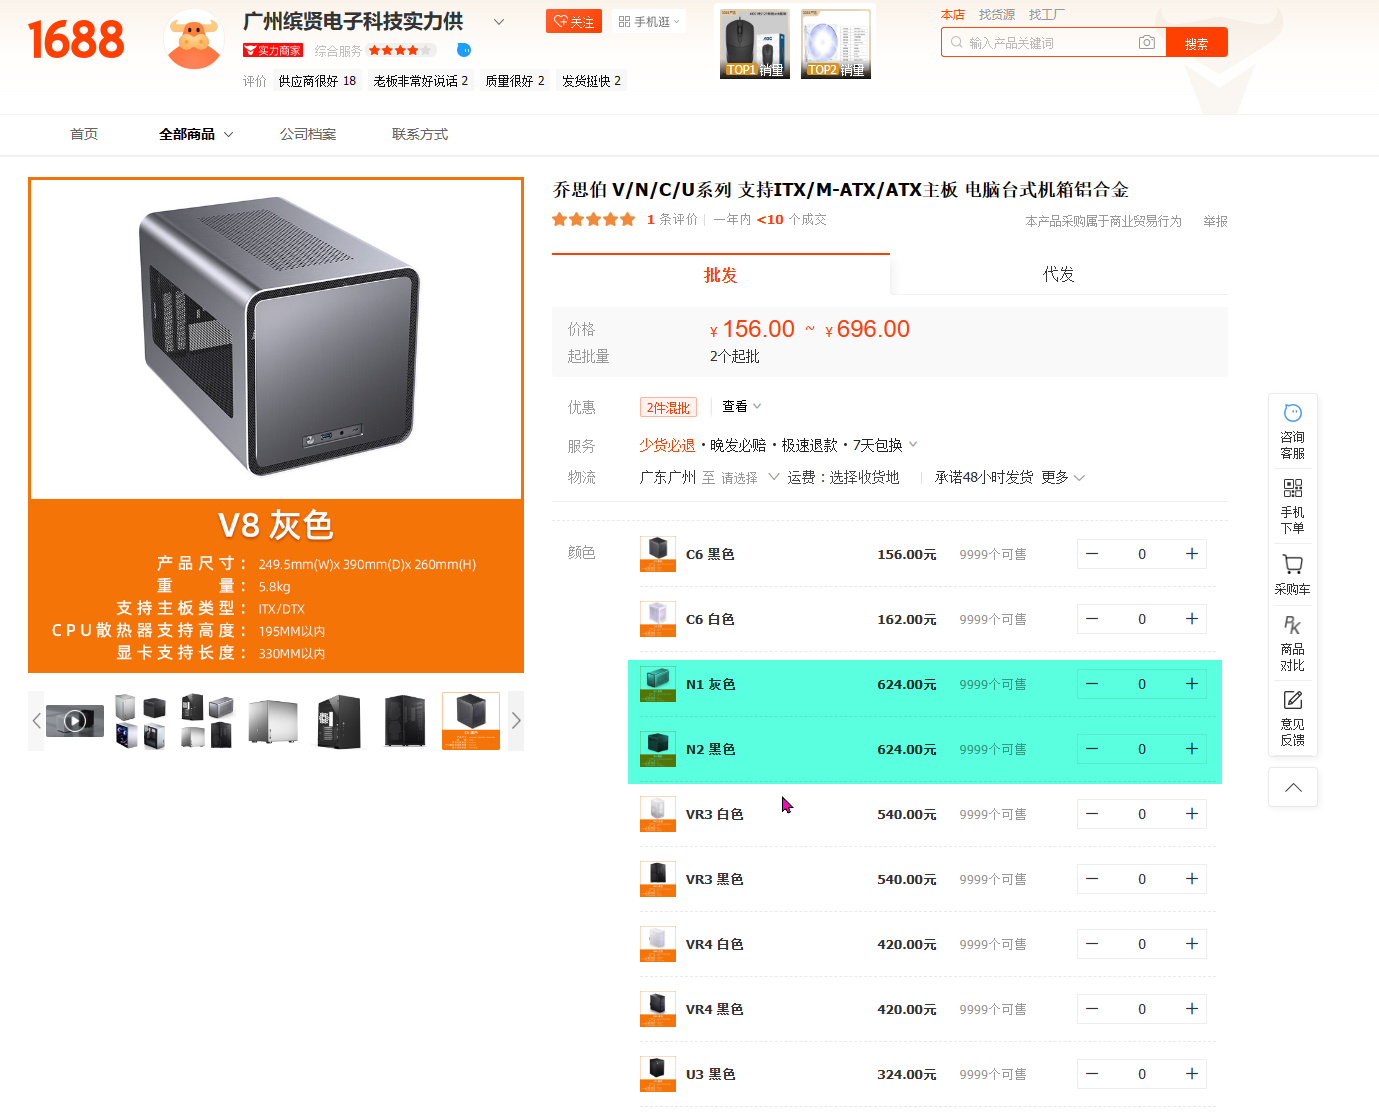 1688
广州缤贤电子科技实力供
关注
手机逛
实力商家
综合服务
评价 供应商很好 18 老板非常好说话 2 质量很好 2 发货挺快 2
TOP1 销量
TOP2 销量
本店 找货源 找工厂
输入产品关键词
搜索
首页 全部商品 公司档案 联系方式
乔思伯 V/N/C/U系列 支持ITX/M-ATX/ATX主板 电脑台式机箱铝合金
1 条评价 一年内 <10 个成交
本产品采购属于商业贸易行为 举报
批发 代发
价格 ¥ 156.00 ~ ¥ 696.00
起批量 2个起批
优惠 2件混批 查看
服务 少货必退 · 晚发必赔 · 极速退款 · 7天包换
物流 广东广州 至 请选择 运费：选择收货地 承诺48小时发货 更多
V8 灰色
产品尺寸： 249.5mm(W)x 390mm(D)x 260mm(H)
重量： 5.8kg
支持主板类型： ITX/DTX
CPU散热器支持高度： 195MM以内
显卡支持长度： 330MM以内
颜色
C6 黑色 156.00元 9999个可售 0
C6 白色 162.00元 9999个可售 0
N1 灰色 624.00元 9999个可售 0
N2 黑色 624.00元 9999个可售 0
VR3 白色 540.00元 9999个可售 0
VR3 黑色 540.00元 9999个可售 0
VR4 白色 420.00元 9999个可售 0
VR4 黑色 420.00元 9999个可售 0
U3 黑色 324.00元 9999个可售 0
咨询
客服
手机
下单
采购车
PK
商品
对比
意见
反馈